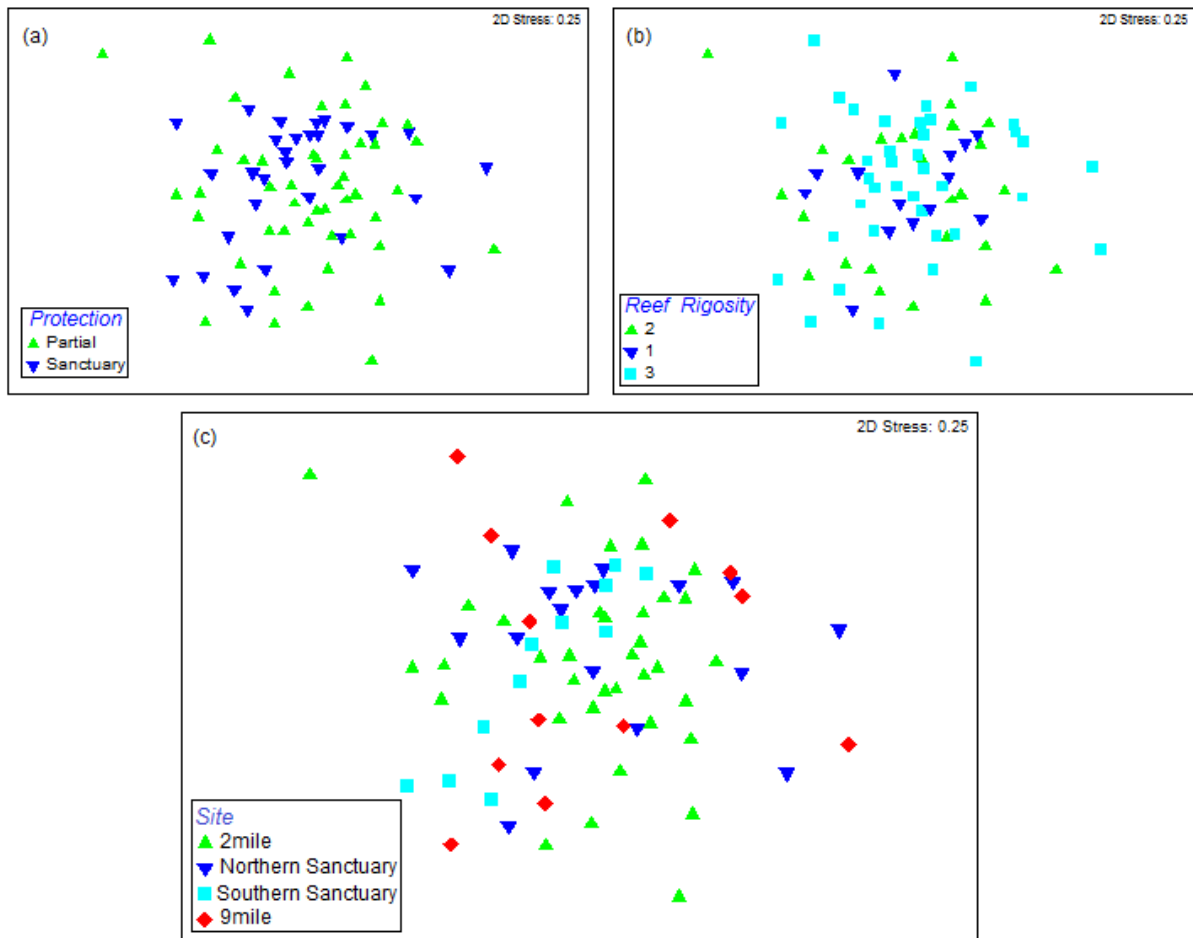 (a)
2D Stress: 0.25
Protection
Partial
Sanctuary
(b)
2D Stress: 0.25
Reef Rigosity
2
1
3
(c)
2D Stress: 0.25
Site
2mile
Northern Sanctuary
Southern Sanctuary
9mile